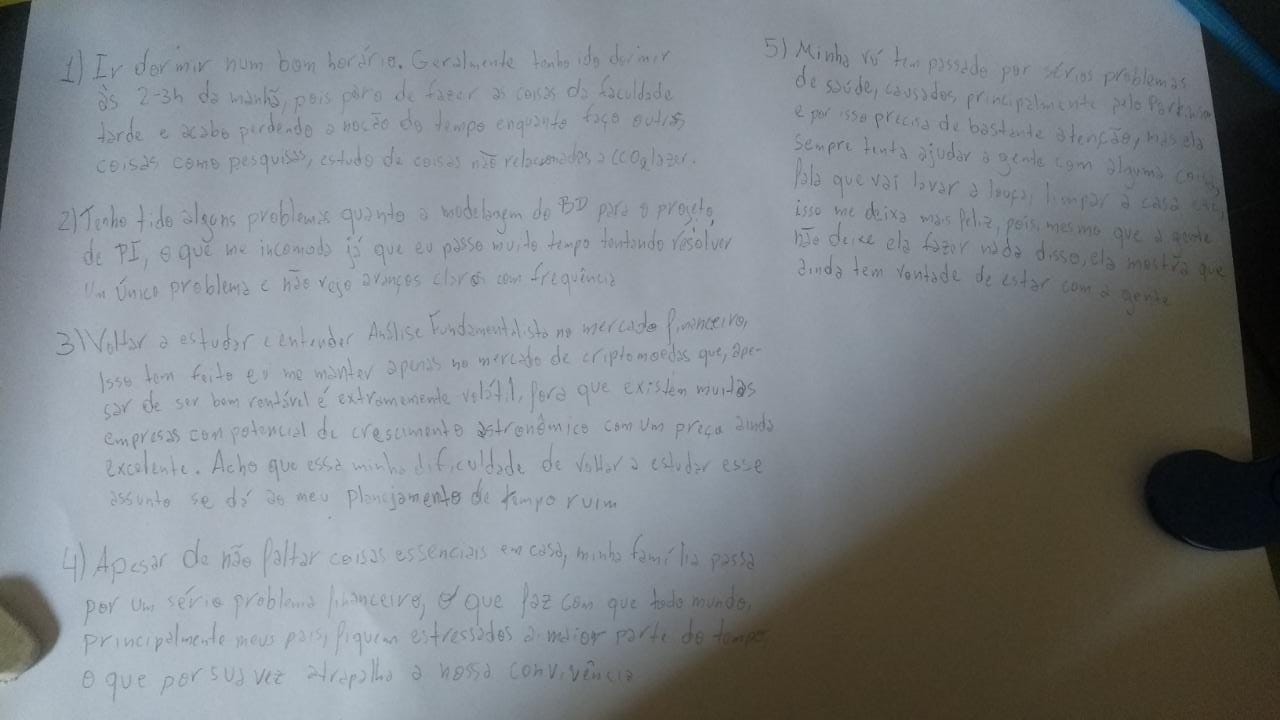 1) Ir dormir num bom horário. Geralmente tenho ido dormir
às 2-3h da manhã, pois paro de fazer as coisas da faculdade
tarde e acabo perdendo a noção do tempo enquanto faço outras
coisas como pesquisas, estudo de coisas não relacionadas a CCO, lazer.
2) Tenho tido alguns problemas quanto a modelagem do BD para o projeto
de PI, o que me incomoda já que eu passo muito tempo tentando resolver
um único problema e não vejo avanços claros com frequência
3) Voltar a estudar e entender Análise Fundamentalista no mercado financeiro,
Isso tem feito eu me manter apenas no mercado de criptomoedas que, ape-
sar de ser bem rentável é extramemente volátil, fora que existem muitas
empresas com potencial de crescimento astronômico com um preço ainda
excelente. Acho que essa minha dificuldade de voltar a estudar esse
assunto se dá ao meu planejamento de tempo ruim
4) Apesar de não faltar coisas essenciais em casa, minha família passa
por um sério problema financeiro, o que faz com que todo mundo,
principalmente meus pais, fiquem estressados a maior parte do tempo
o que por sua vez atrapalha a nossa convivência
5) Minha vó tem passado por sérios problemas
de saúde, causados principalmente pelo Parkinson
e por isso precisa de bastante atenção, mas ela
sempre tenta ajudar a gente com alguma coisa,
fala que vai lavar a louça, limpar a casa
isso me deixa mais feliz, pois, mesmo que a gente
não deixe ela fazer nada disso, ela mostra que
ainda tem vontade de estar com a gente